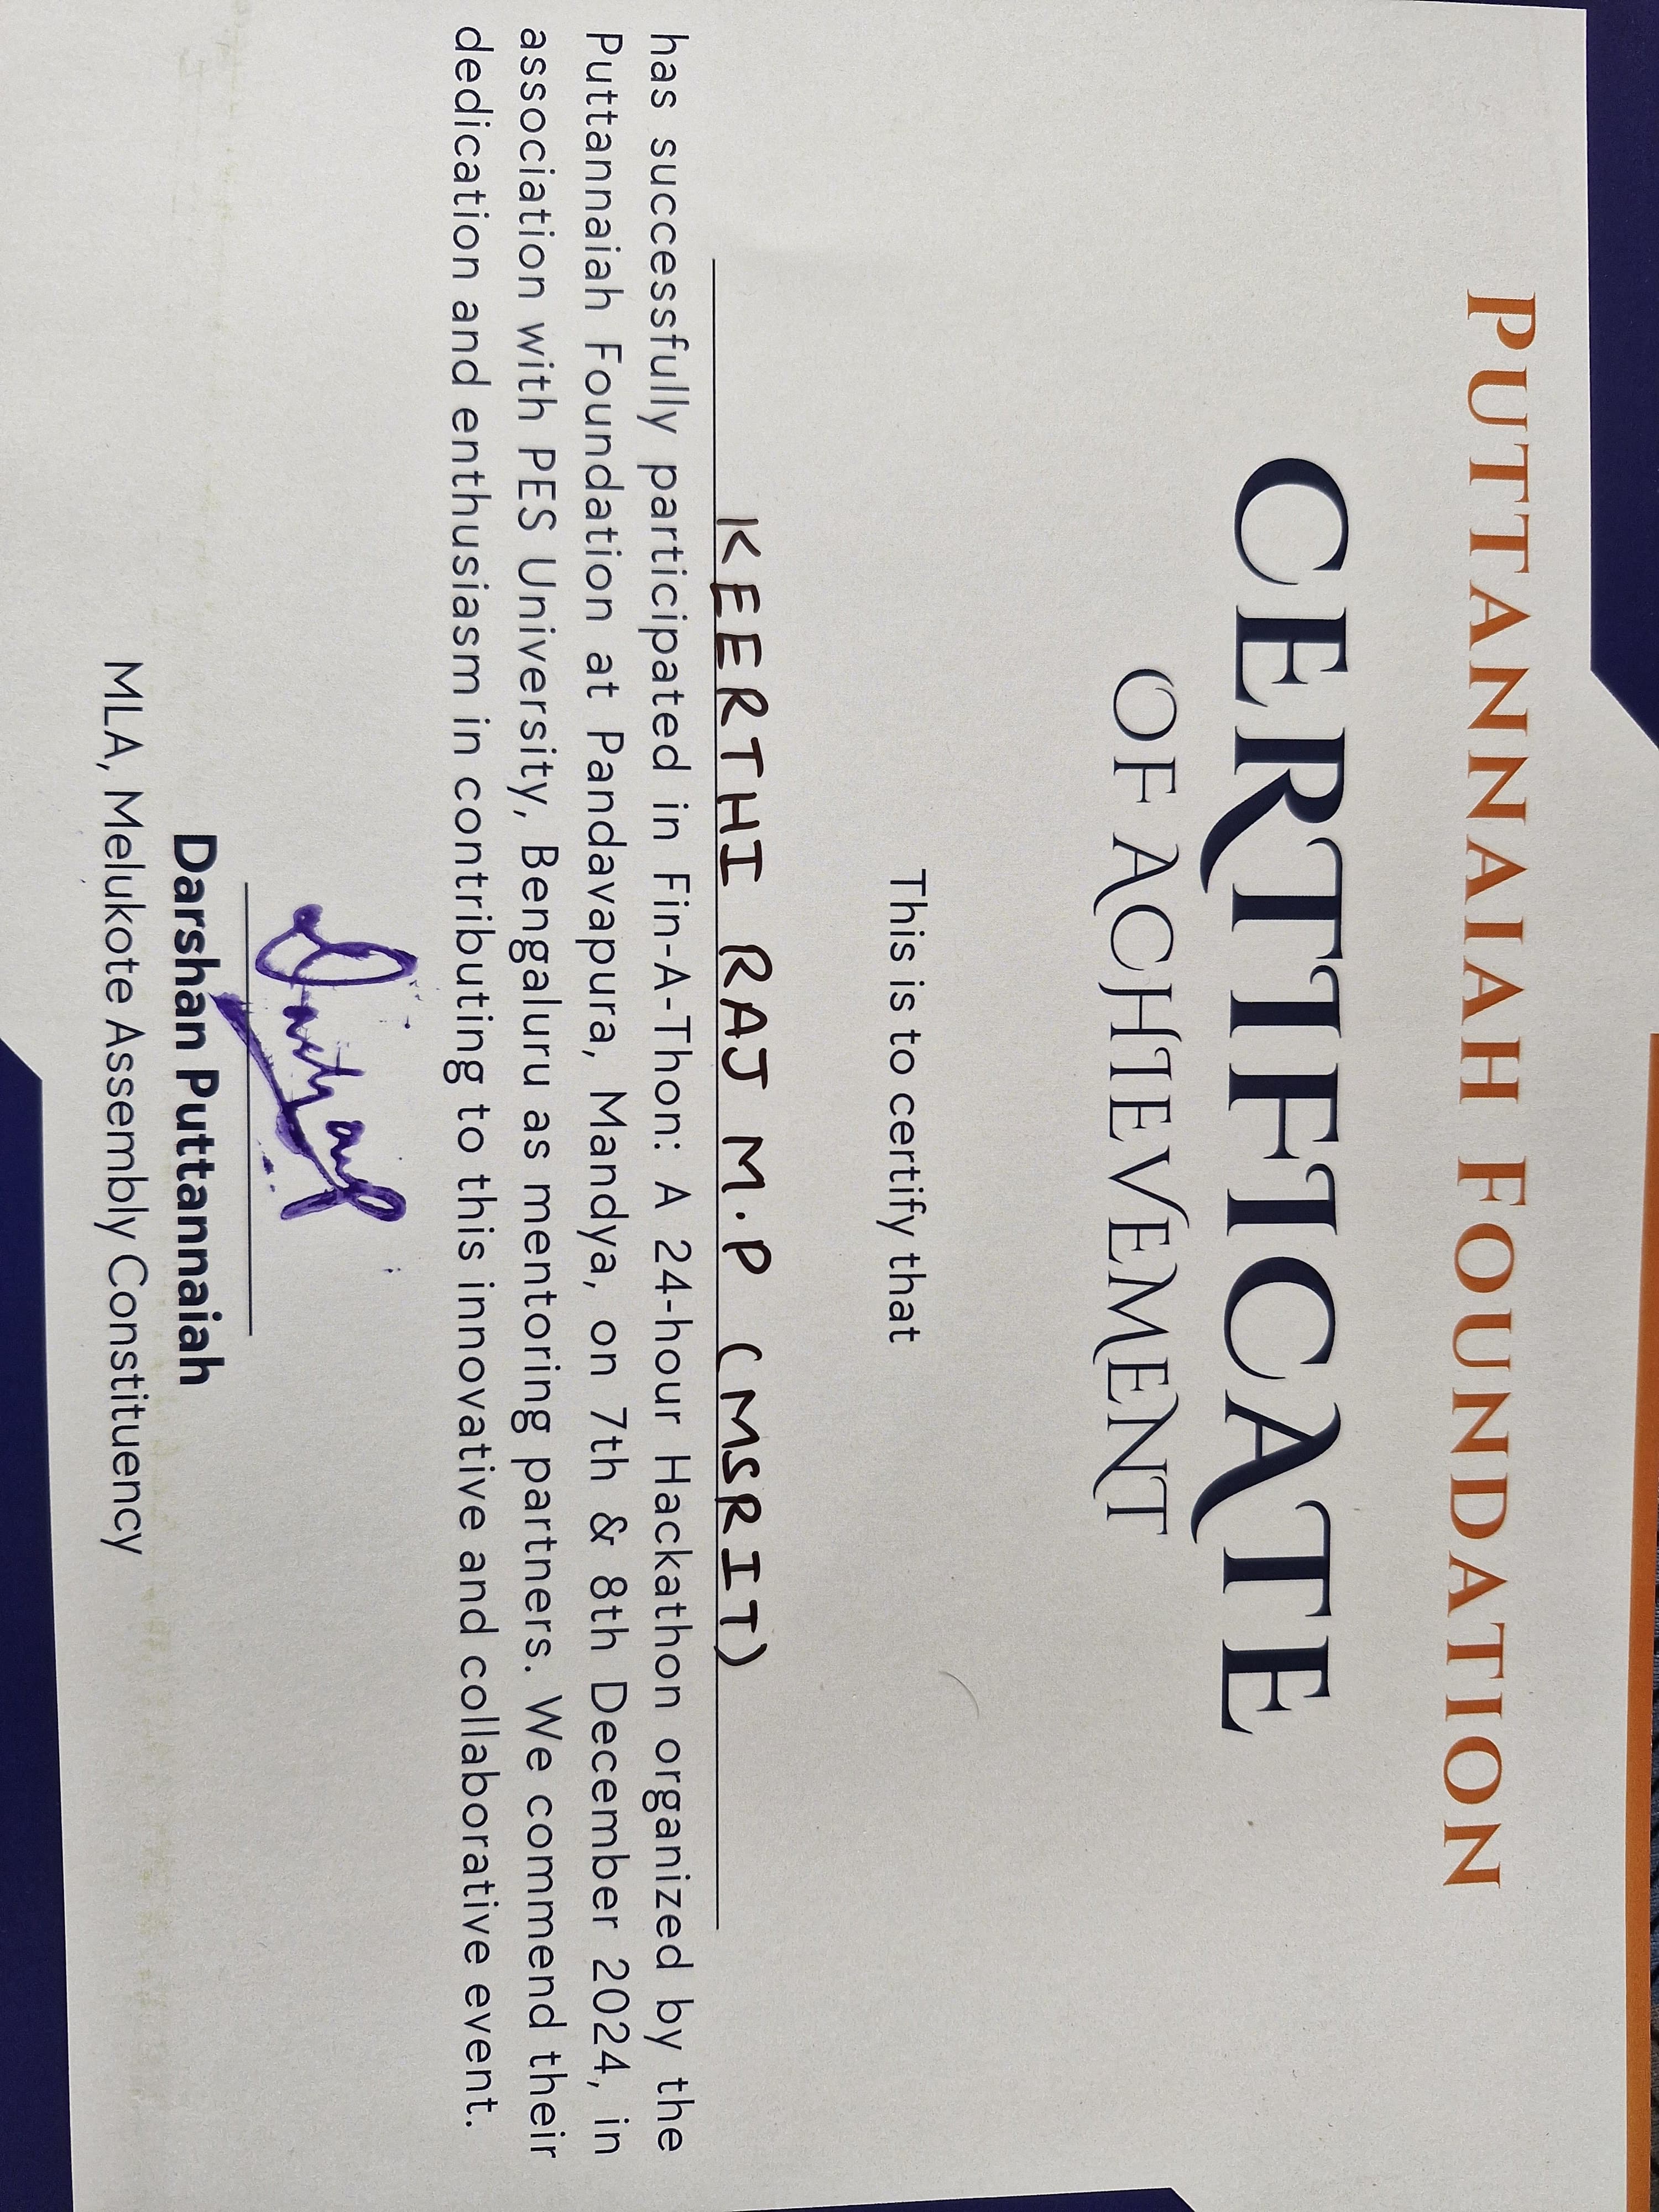 PUTTANNAIAH FOUNDATION
CERTIFICATE
OF ACHIEVEMENT
This is to certify that
KEERTHI RAJ M.P (MSRIT)
has successfully participated in Fin-A-Thon: A 24-hour Hackathon organized by the
Puttannaiah Foundation at Pandavapura, Mandya, on 7th & 8th December 2024, in
association with PES University, Bengaluru as mentoring partners. We commend their
dedication and enthusiasm in contributing to this innovative and collaborative event.
Darshan Puttannaiah
MLA, Melukote Assembly Constituency